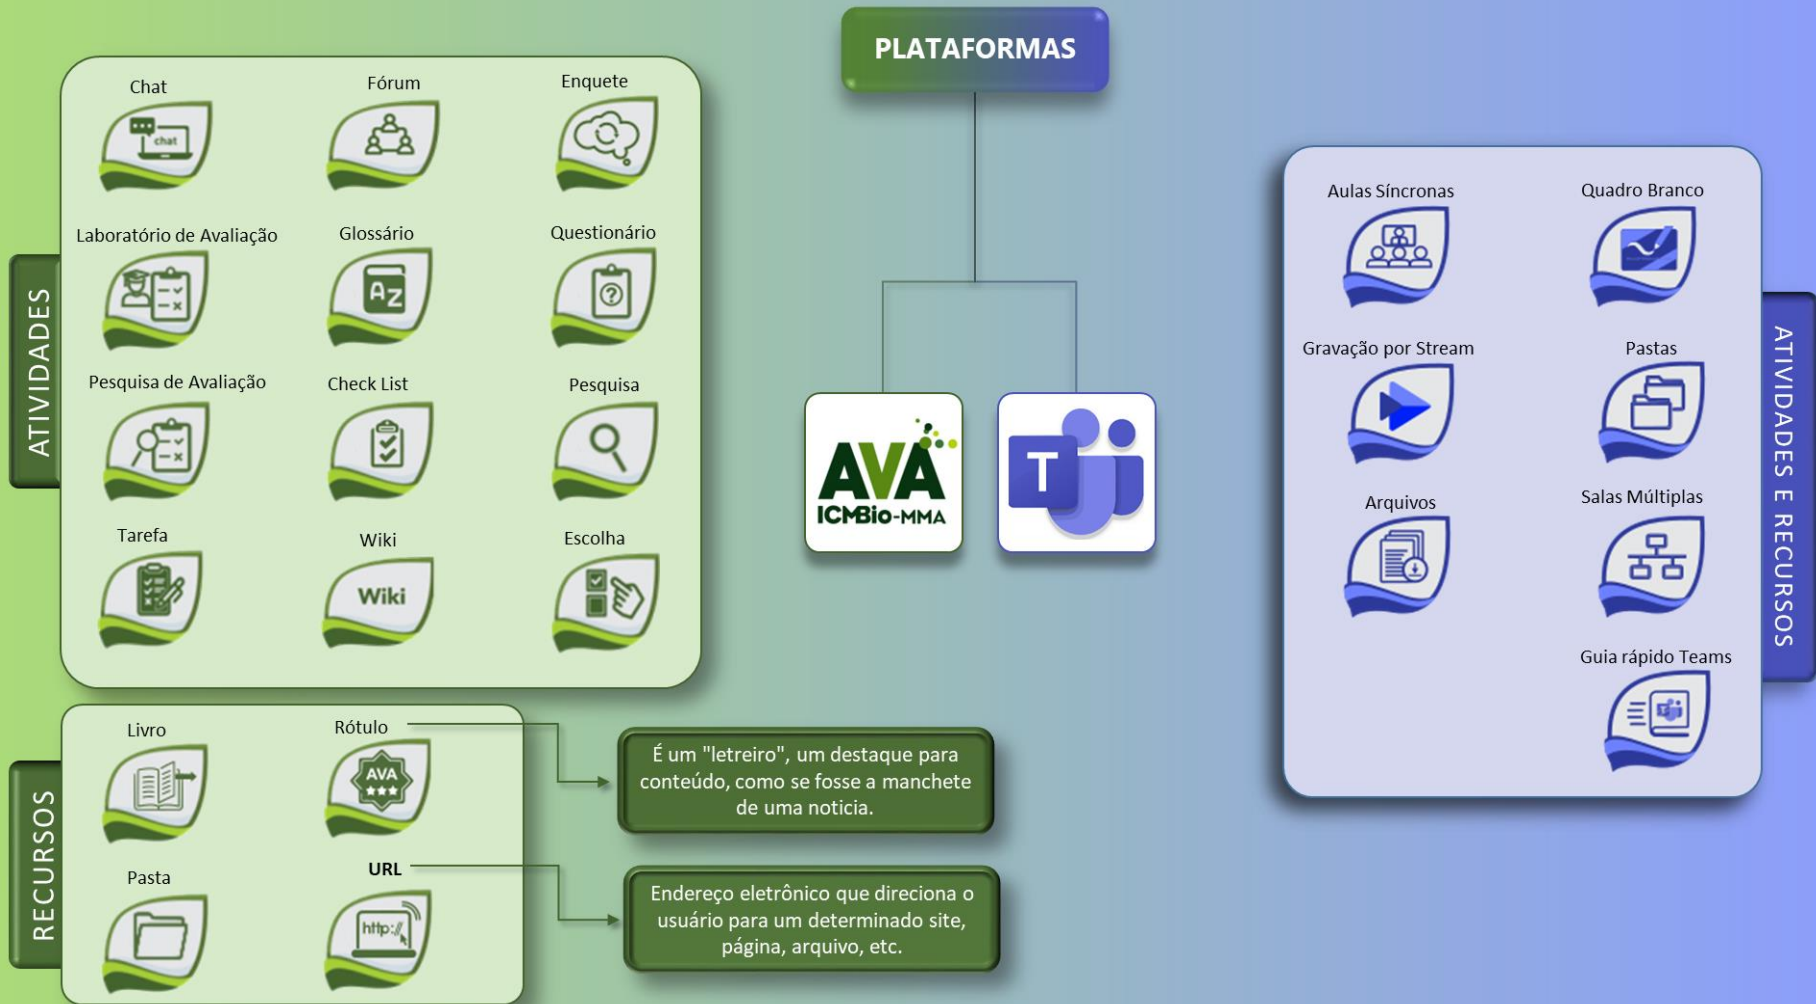 PLATAFORMAS
ATIVIDADES
Chat
Fórum
Enquete
chat
Laboratório de Avaliação
Glossário
Questionário
AZ
?
Pesquisa de Avaliação
Check List
Pesquisa
Tarefa
Wiki
Escolha
Wiki
AVA
ICMBio-MMA
T
RECURSOS
Livro
Rótulo
AVA
É um "letreiro", um destaque para
conteúdo, como se fosse a manchete
de uma noticia.
Pasta
URL
http://
Endereço eletrônico que direciona o
usuário para um determinado site,
página, arquivo, etc.
ATIVIDADES E RECURSOS
Aulas Síncronas
Quadro Branco
Gravação por Stream
Pastas
Arquivos
Salas Múltiplas
Guia rápido Teams
T